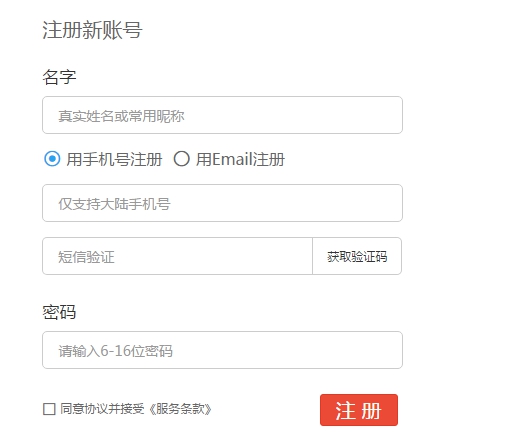 注册新账号
名字
真实姓名或常用昵称
用手机号注册 用Email注册
仅支持大陆手机号
短信验证 获取验证码
密码
请输入6-16位密码
同意协议并接受《服务条款》 注 册